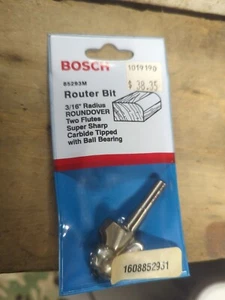 BOSCH
1019190
$ 38.35
85293M
Router Bit
3/16" Radius
ROUNDOVER
Two Flutes
Super Sharp
Carbide Tipped
with Ball Bearing
1608852931